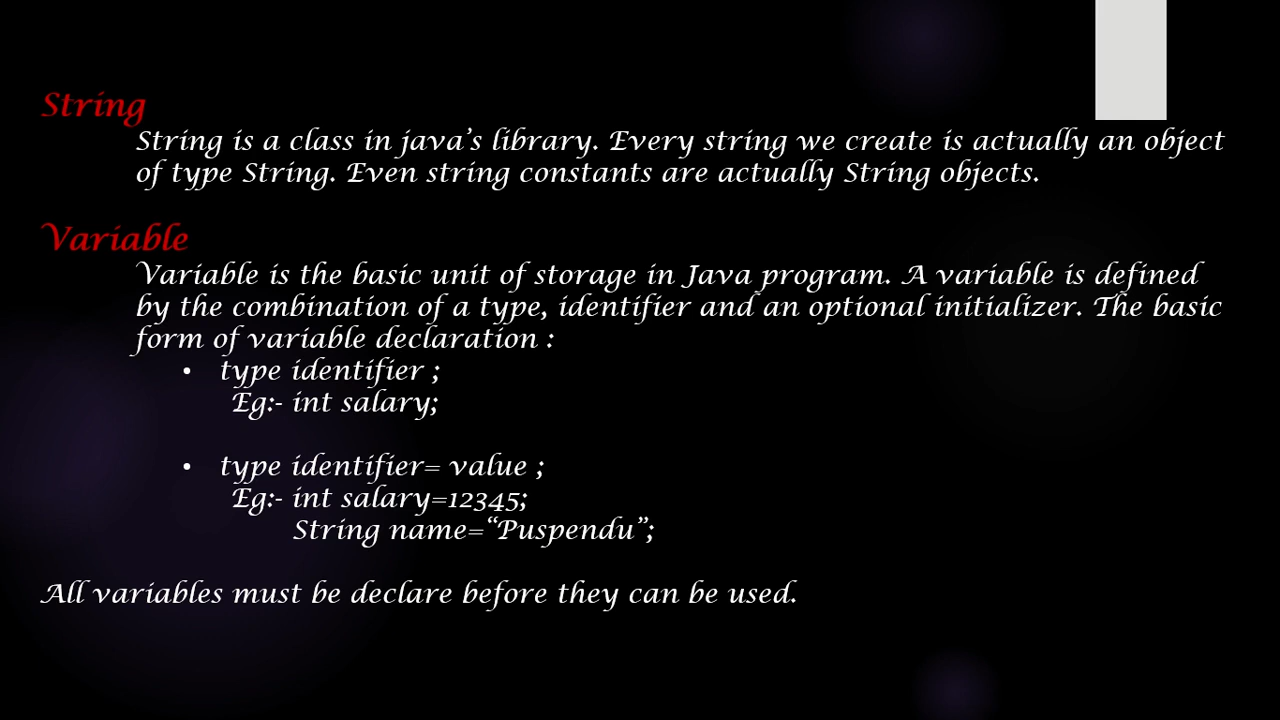 String
String is a class in java’s library. Every string we create is actually an object
of type String. Even string constants are actually String objects.
Variable
Variable is the basic unit of storage in Java program. A variable is defined
by the combination of a type, identifier and an optional initializer. The basic
form of variable declaration :
• type identifier ;
Eg:- int salary;
• type identifier= value ;
Eg:- int salary=12345;
String name=“Puspendu”;
All variables must be declare before they can be used.